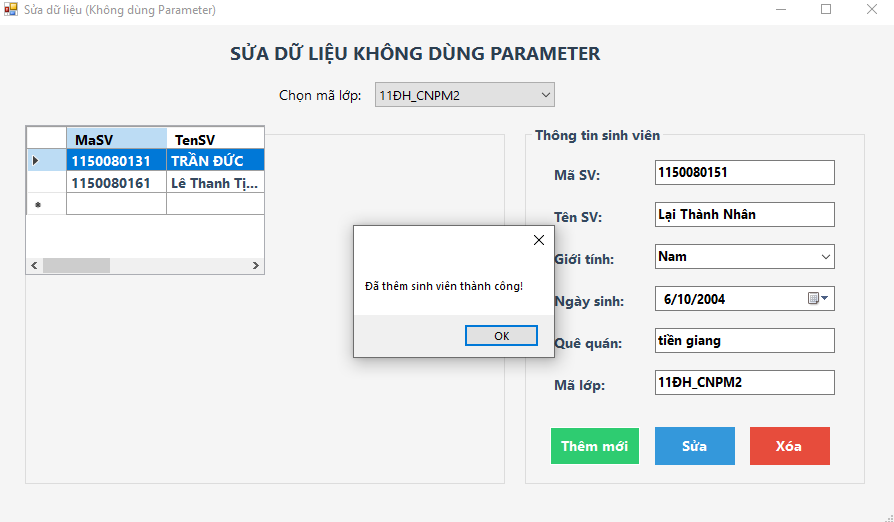 Sửa dữ liệu (Không dùng Parameter)
SỬA DỮ LIỆU KHÔNG DÙNG PARAMETER
Chọn mã lớp: 11ĐH_CNPM2
MaSV TenSV
1150080131 TRẦN ĐỨC
1150080161 Lê Thanh Tị...
Thông tin sinh viên
Mã SV: 1150080151
Tên SV: Lại Thành Nhân
Giới tính: Nam
Ngày sinh: 6/10/2004
Quê quán: tiền giang
Mã lớp: 11ĐH_CNPM2
Thêm mới Sửa Xóa
Đã thêm sinh viên thành công!
OK